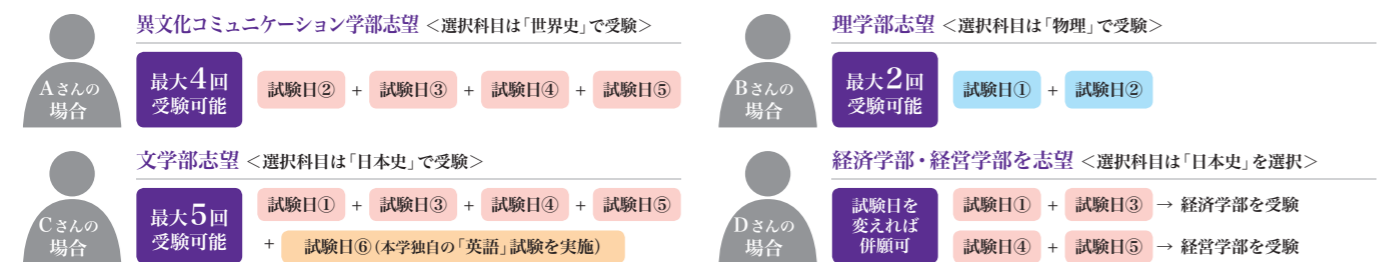 異文化コミュニケーション学部志望 ＜選択科目は「世界史」で受験＞
Aさんの
場合
最大4回
受験可能
試験日② + 試験日③ + 試験日④ + 試験日⑤
理学部志望 ＜選択科目は「物理」で受験＞
Bさんの
場合
最大2回
受験可能
試験日① + 試験日②
文学部志望 ＜選択科目は「日本史」で受験＞
Cさんの
場合
最大5回
受験可能
試験日① + 試験日③ + 試験日④ + 試験日⑤
+ 試験日⑥(本学独自の「英語」試験を実施)
経済学部・経営学部を志望 ＜選択科目は「日本史」を選択＞
Dさんの
場合
試験日を
変えれば
併願可
試験日① + 試験日③ → 経済学部を受験
試験日④ + 試験日⑤ → 経営学部を受験